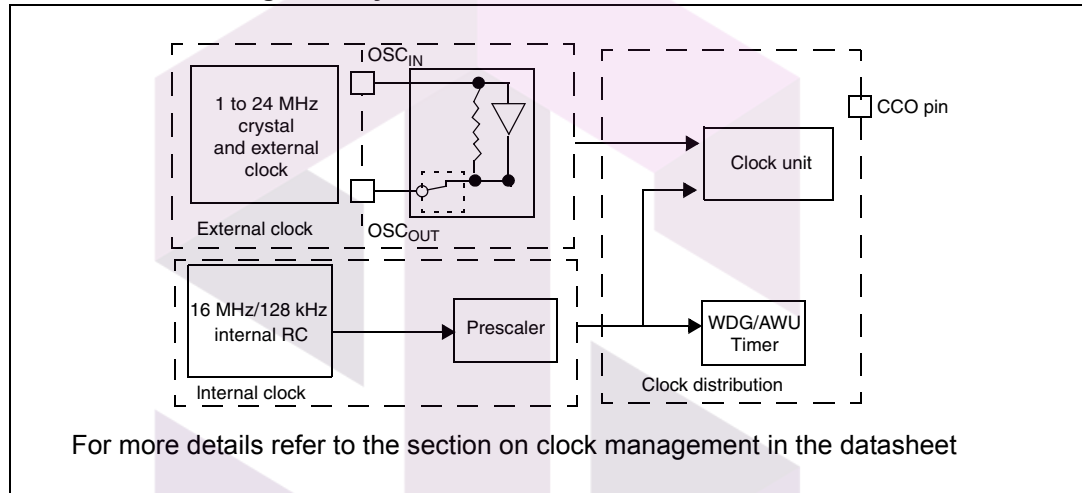 OSCIN
1 to 24 MHz
crystal
and external
clock
External clock
OSCOUT
16 MHz/128 kHz
internal RC
Internal clock
Prescaler
CCO pin
Clock unit
WDG/AWU
Timer
Clock distribution
For more details refer to the section on clock management in the datasheet